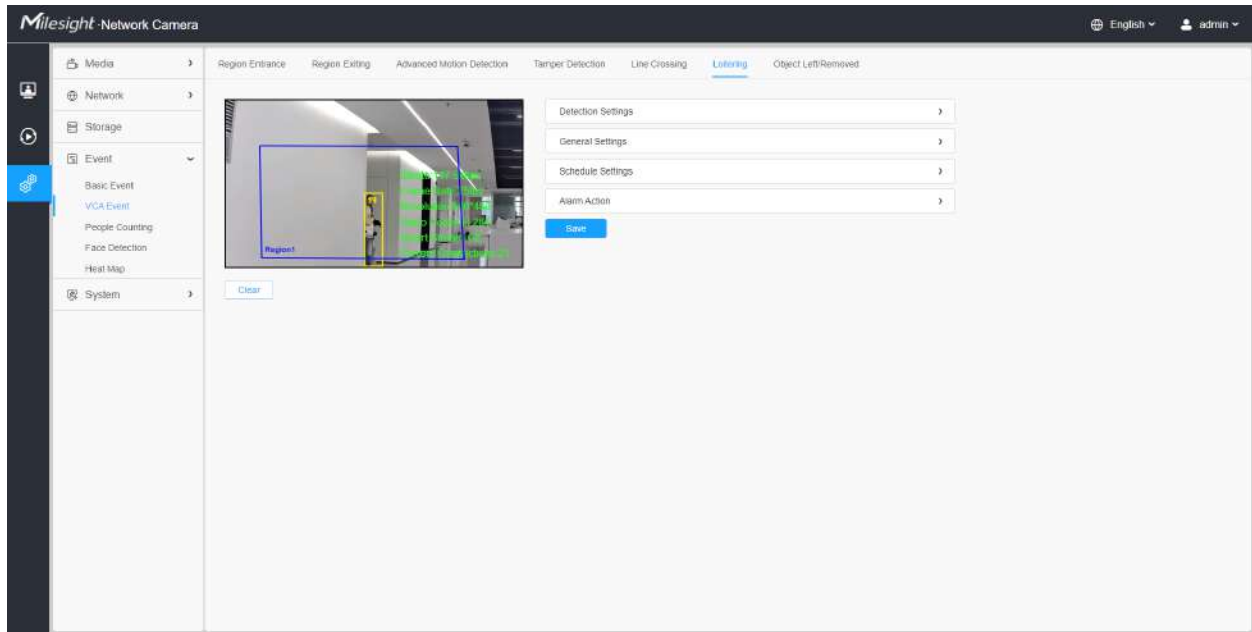 Milesight · Network Camera
English
admin
Media
Network
Storage
Event
Basic Event
VCA Event
People Counting
Face Detection
Heat Map
System
Region Entrance
Region Exiting
Advanced Motion Detection
Tamper Detection
Line Crossing
Loitering
Object Left/Removed
Region1
Clear
Detection Settings
General Settings
Schedule Settings
Alarm Action
Save